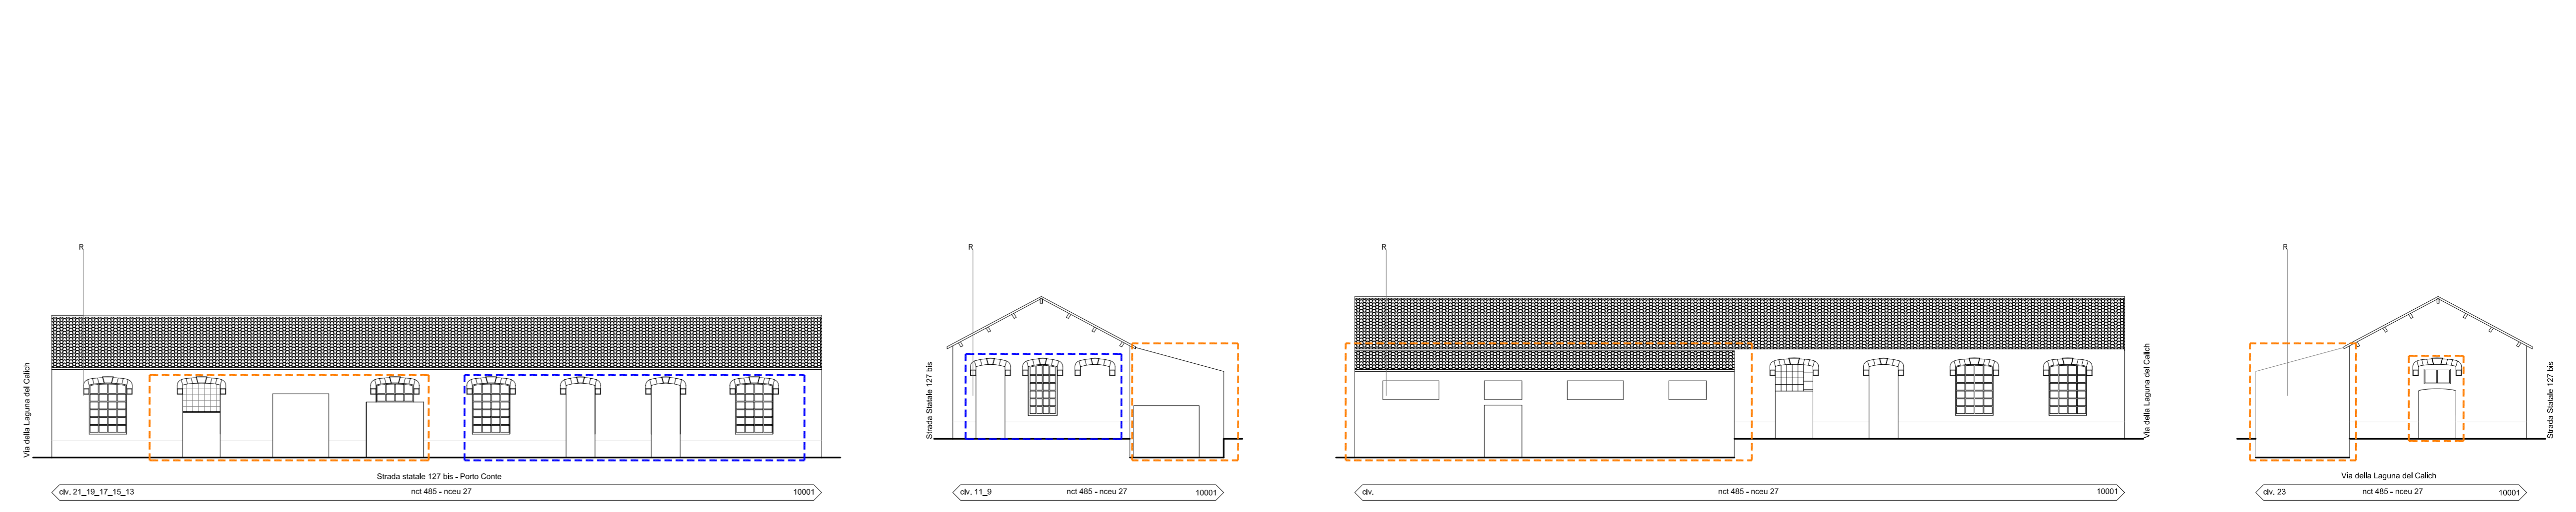 R
Via della Laguna del Calich
Strada statale 127 bis - Porto Conte
civ. 21_19_17_15_13
nct 485 - nceu 27
10001
R
Strada Statale 127 bis
civ. 11_9
nct 485 - nceu 27
10001
R
Via della Laguna del Calich
civ.
nct 485 - nceu 27
10001
R
Strada Statale 127 bis
Via della Laguna del Calich
civ. 23
nct 485 - nceu 27
10001